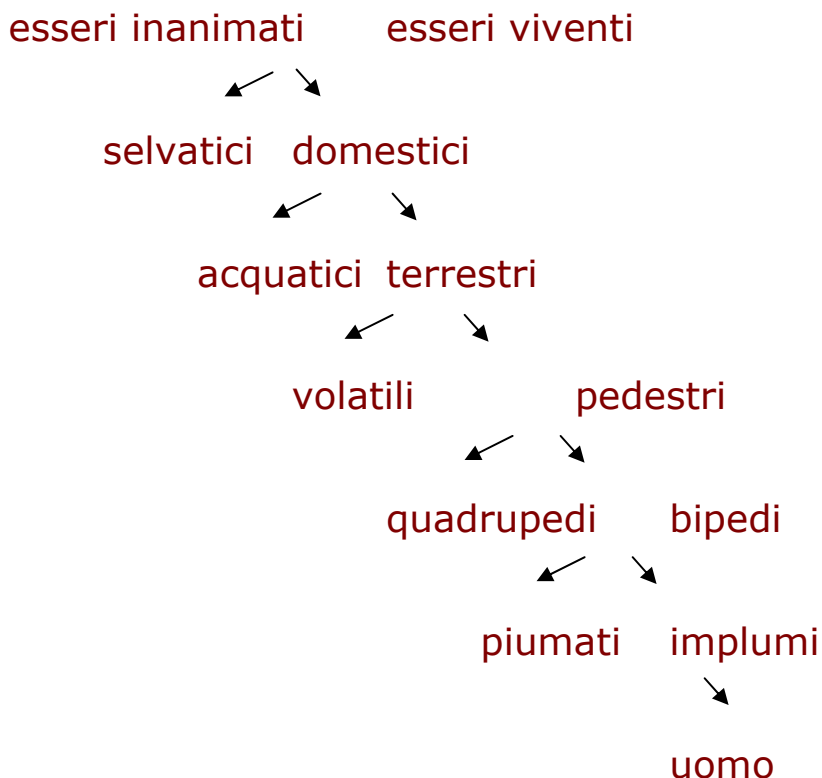 esseri inanimati esseri viventi
selvatici domestici
acquatici terrestri
volatili pedestri
quadrupedi bipedi
piumati implumi
uomo